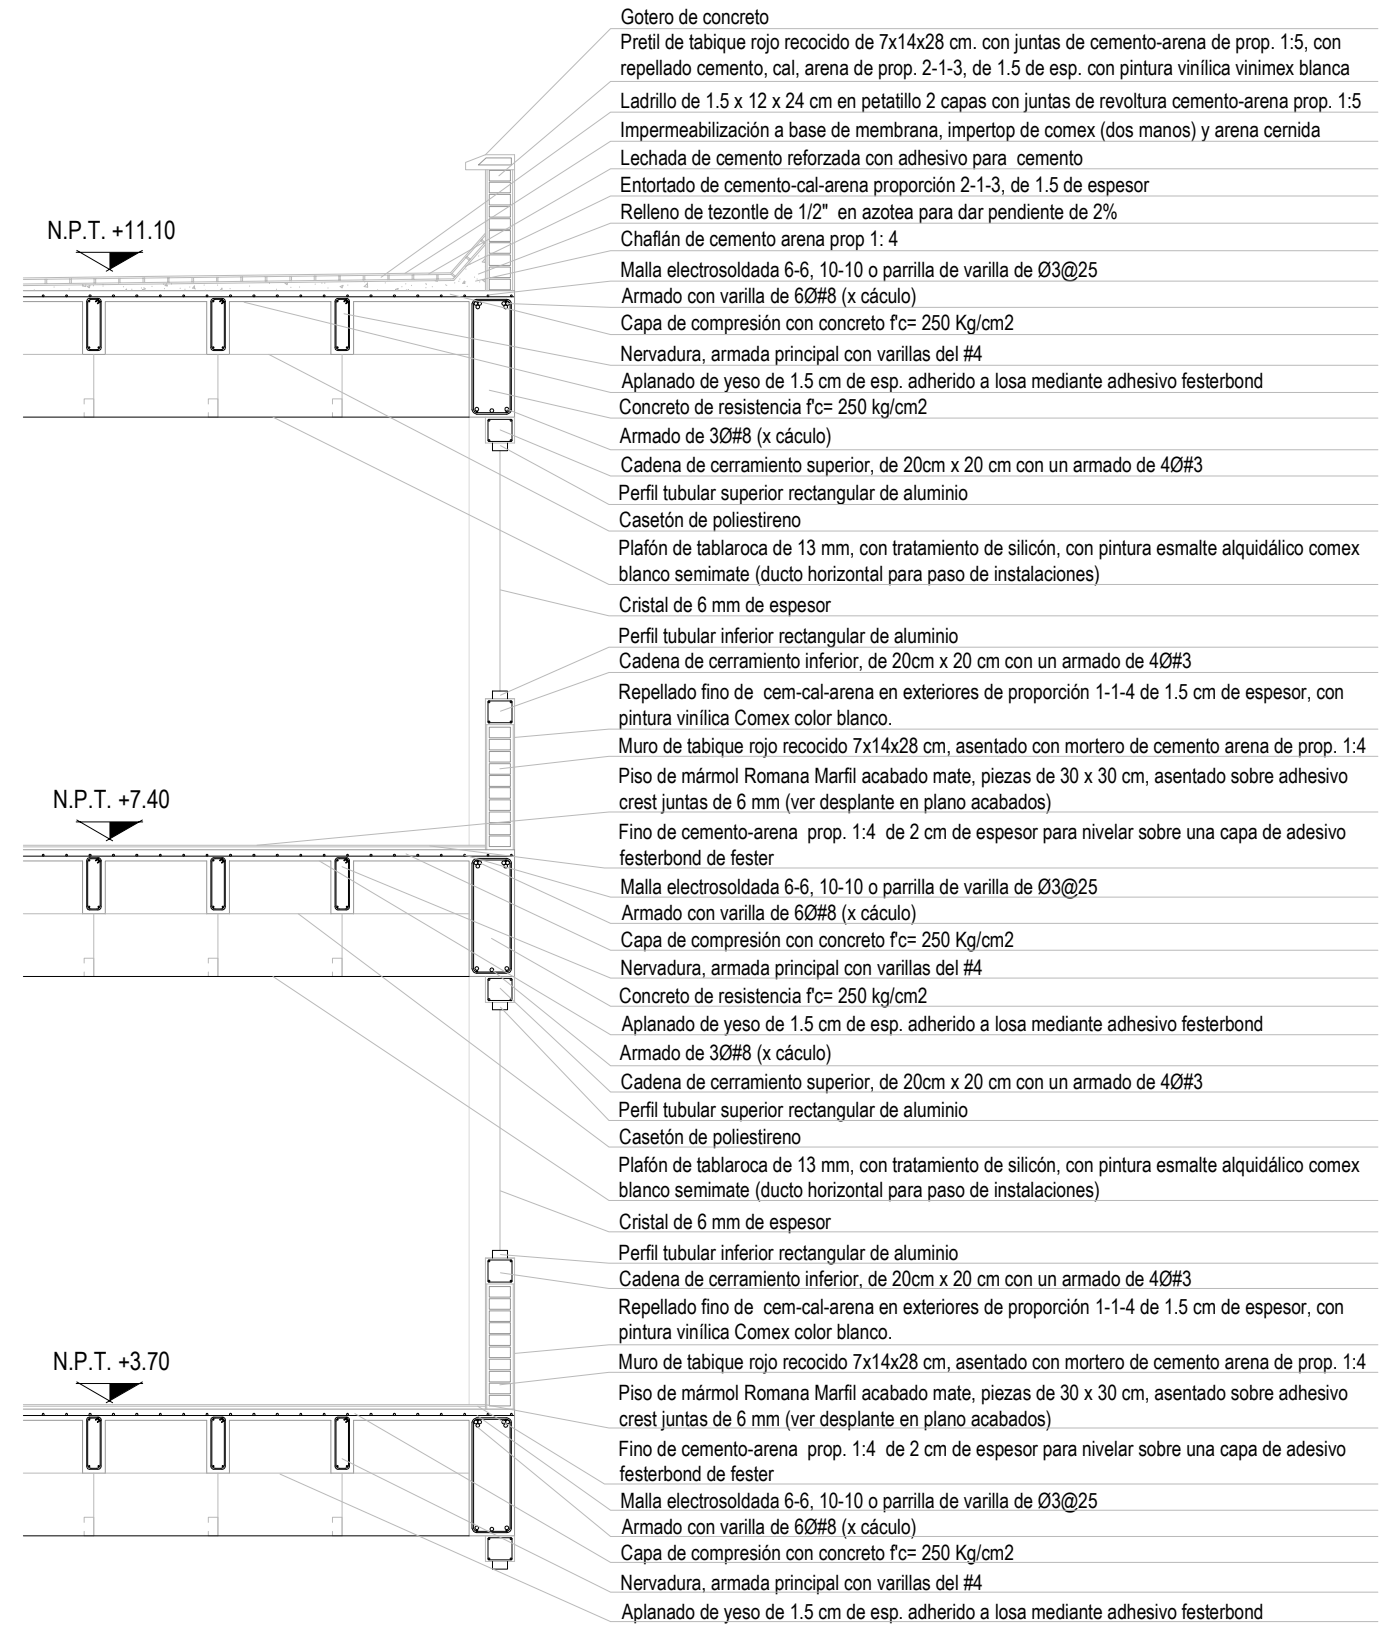 Gotero de concreto
Pretil de tabique rojo recocido de 7x14x28 cm. con juntas de cemento-arena de prop. 1:5, con
repellado cemento, cal, arena de prop. 2-1-3, de 1.5 de esp. con pintura vinílica vinimex blanca
Ladrillo de 1.5 x 12 x 24 cm en petatillo 2 capas con juntas de revoltura cemento-arena prop. 1:5
Impermeabilización a base de membrana, impertop de comex (dos manos) y arena cernida
Lechada de cemento reforzada con adhesivo para cemento
Entortado de cemento-cal-arena proporción 2-1-3, de 1.5 de espesor
Relleno de tezontle de 1/2" en azotea para dar pendiente de 2%
N.P.T. +11.10
Chaflán de cemento arena prop 1: 4
Malla electrosoldada 6-6, 10-10 o parrilla de varilla de Ø3@25
Armado con varilla de 6Ø#8 (x cáculo)
Capa de compresión con concreto f'c= 250 Kg/cm2
Nervadura, armada principal con varillas del #4
Aplanado de yeso de 1.5 cm de esp. adherido a losa mediante adhesivo festerbond
Concreto de resistencia f'c= 250 kg/cm2
Armado de 3Ø#8 (x cáculo)
Cadena de cerramiento superior, de 20cm x 20 cm con un armado de 4Ø#3
Perfil tubular superior rectangular de aluminio
Casetón de poliestireno
Plafón de tablaroca de 13 mm, con tratamiento de silicón, con pintura esmalte alquidálico comex
blanco semimate (ducto horizontal para paso de instalaciones)
Cristal de 6 mm de espesor
Perfil tubular inferior rectangular de aluminio
Cadena de cerramiento inferior, de 20cm x 20 cm con un armado de 4Ø#3
Repellado fino de cem-cal-arena en exteriores de proporción 1-1-4 de 1.5 cm de espesor, con
pintura vinílica Comex color blanco.
Muro de tabique rojo recocido 7x14x28 cm, asentado con mortero de cemento arena de prop. 1:4
Piso de mármol Romana Marfil acabado mate, piezas de 30 x 30 cm, asentado sobre adhesivo
crest juntas de 6 mm (ver desplante en plano acabados)
N.P.T. +7.40
Fino de cemento-arena prop. 1:4 de 2 cm de espesor para nivelar sobre una capa de adesivo
festerbond de fester
Malla electrosoldada 6-6, 10-10 o parrilla de varilla de Ø3@25
Armado con varilla de 6Ø#8 (x cáculo)
Capa de compresión con concreto f'c= 250 Kg/cm2
Nervadura, armada principal con varillas del #4
Concreto de resistencia f'c= 250 kg/cm2
Aplanado de yeso de 1.5 cm de esp. adherido a losa mediante adhesivo festerbond
Armado de 3Ø#8 (x cáculo)
Cadena de cerramiento superior, de 20cm x 20 cm con un armado de 4Ø#3
Perfil tubular superior rectangular de aluminio
Casetón de poliestireno
Plafón de tablaroca de 13 mm, con tratamiento de silicón, con pintura esmalte alquidálico comex
blanco semimate (ducto horizontal para paso de instalaciones)
Cristal de 6 mm de espesor
Perfil tubular inferior rectangular de aluminio
Cadena de cerramiento inferior, de 20cm x 20 cm con un armado de 4Ø#3
Repellado fino de cem-cal-arena en exteriores de proporción 1-1-4 de 1.5 cm de espesor, con
pintura vinílica Comex color blanco.
N.P.T. +3.70
Muro de tabique rojo recocido 7x14x28 cm, asentado con mortero de cemento arena de prop. 1:4
Piso de mármol Romana Marfil acabado mate, piezas de 30 x 30 cm, asentado sobre adhesivo
crest juntas de 6 mm (ver desplante en plano acabados)
Fino de cemento-arena prop. 1:4 de 2 cm de espesor para nivelar sobre una capa de adesivo
festerbond de fester
Malla electrosoldada 6-6, 10-10 o parrilla de varilla de Ø3@25
Armado con varilla de 6Ø#8 (x cáculo)
Capa de compresión con concreto f'c= 250 Kg/cm2
Nervadura, armada principal con varillas del #4
Aplanado de yeso de 1.5 cm de esp. adherido a losa mediante adhesivo festerbond